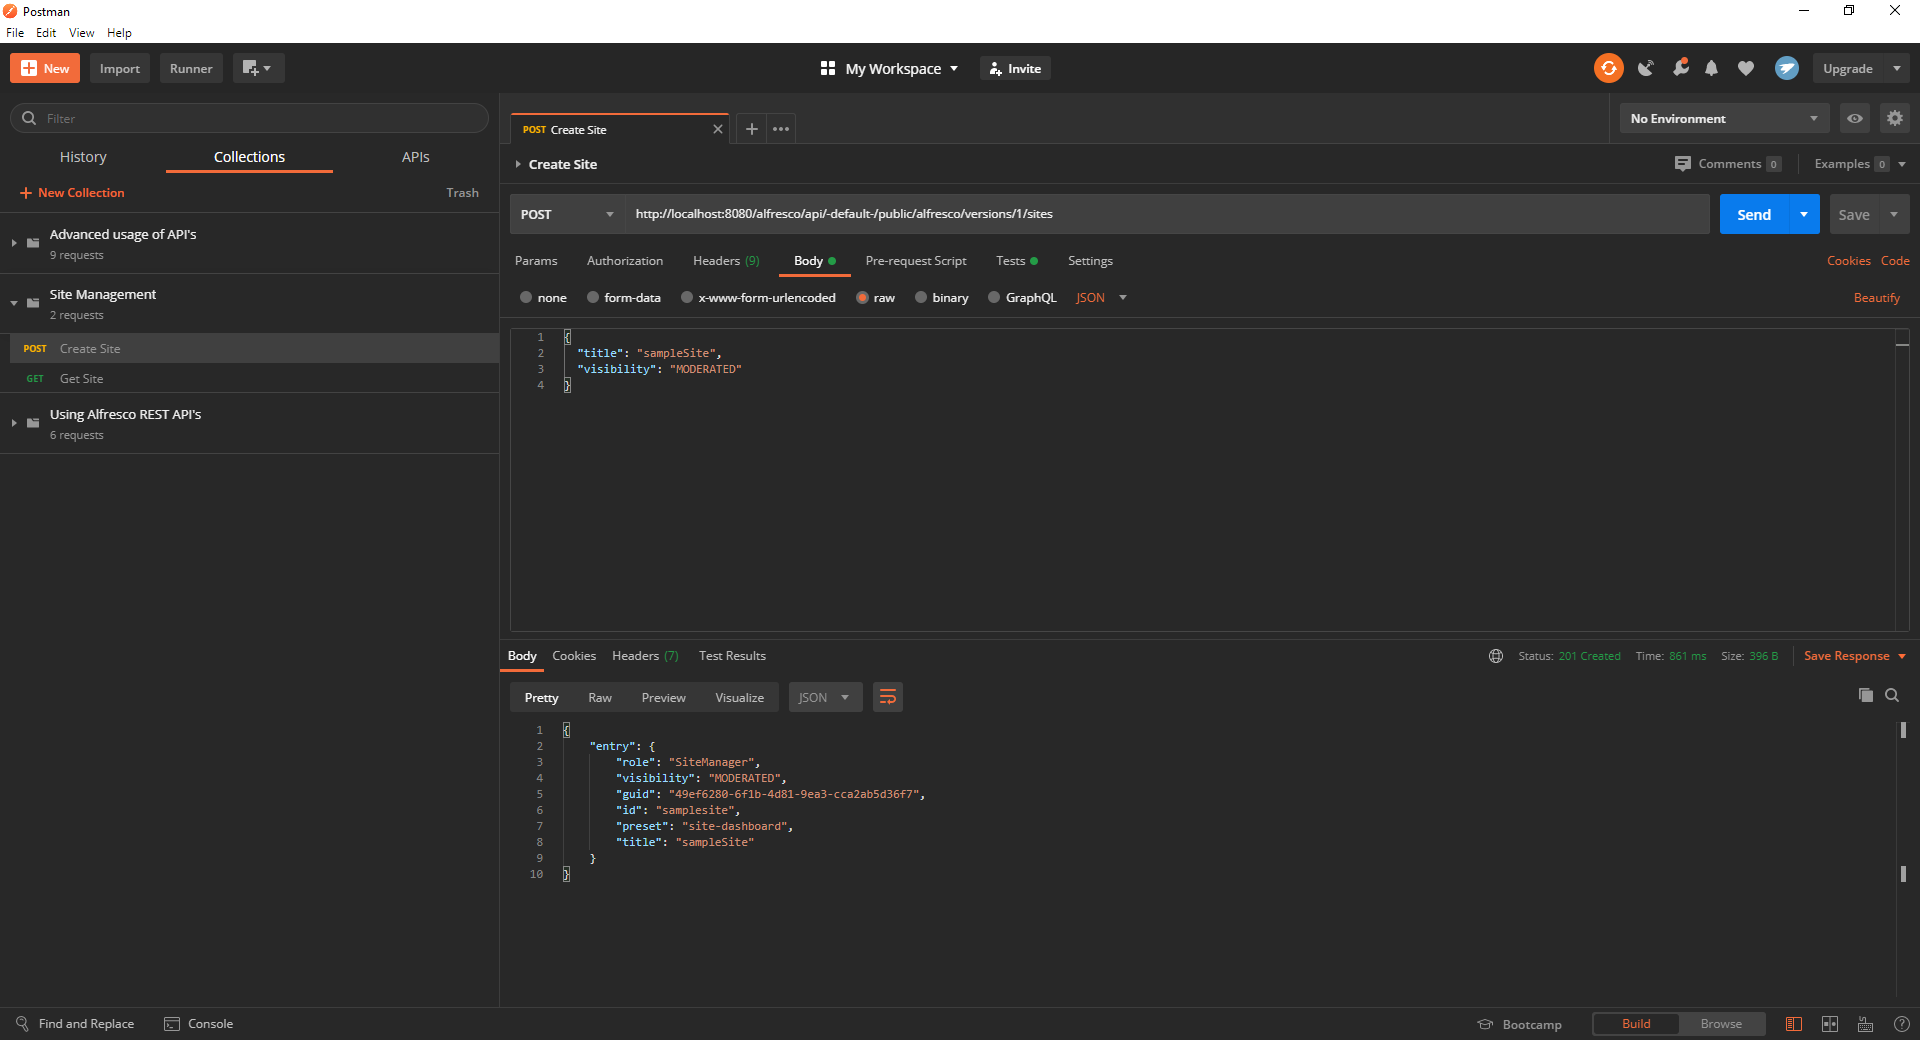 Postman
File Edit View Help
New Import Runner My Workspace Invite Upgrade
Filter
History Collections APIs
New Collection Trash
Advanced usage of API's
9 requests
Site Management
2 requests
POST Create Site
GET Get Site
Using Alfresco REST API's
6 requests
POST Create Site No Environment
Create Site Comments 0 Examples 0
POST http://localhost:8080/alfresco/api/-default-/public/alfresco/versions/1/sites Send Save
Params Authorization Headers (9) Body Pre-request Script Tests Settings Cookies Code
none form-data x-www-form-urlencoded raw binary GraphQL JSON Beautify
1 {
2 "title": "sampleSite",
3 "visibility": "MODERATED"
4 }
Body Cookies Headers (7) Test Results Status: 201 Created Time: 861 ms Size: 396 B Save Response
Pretty Raw Preview Visualize JSON
1 {
2 "entry": {
3 "role": "SiteManager",
4 "visibility": "MODERATED",
5 "guid": "49ef6280-6f1b-4d81-9ea3-cca2ab5d36f7",
6 "id": "samplesite",
7 "preset": "site-dashboard",
8 "title": "sampleSite"
9 }
10 }
Find and Replace Console Bootcamp Build Browse